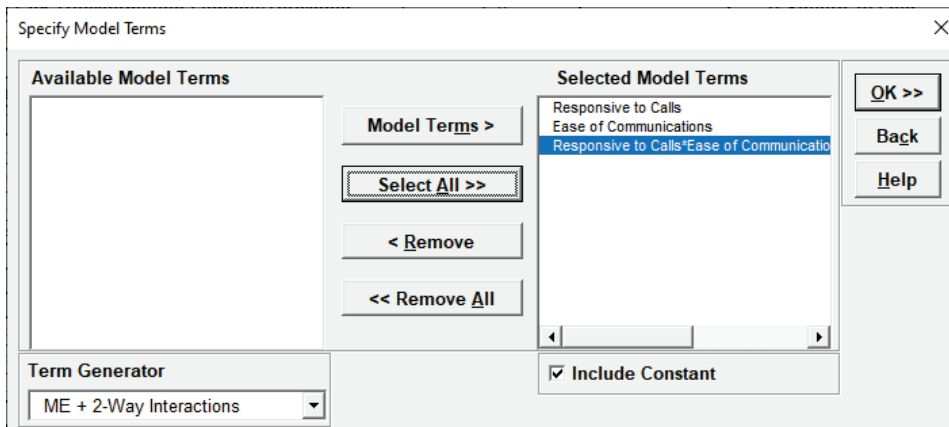 Specify Model Terms
Available Model Terms
Model Terms >
Select All >>
< Remove
<< Remove All
Selected Model Terms
Responsive to Calls
Ease of Communications
Responsive to Calls*Ease of Communicatio
OK >>
Back
Help
Term Generator
ME + 2-Way Interactions
Include Constant